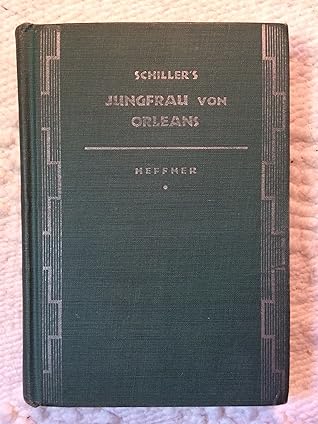 SCHILLER'S
JUNGFRAU VON
ORLEANS
HEFFNER